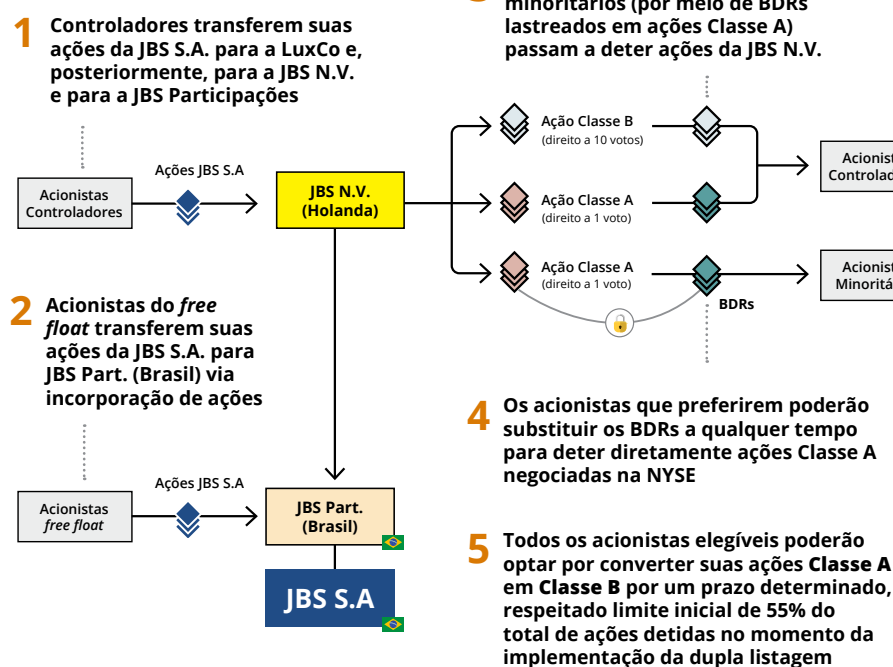 1
Controladores transferem suas
ações da JBS S.A. para a LuxCo e,
posteriormente, para a JBS N.V.
e para a JBS Participações
Acionistas
Controladores
Ações JBS S.A
JBS N.V.
(Holanda)
2
Acionistas do free
float transferem suas
ações da JBS S.A. para
JBS Part. (Brasil) via
incorporação de ações
Acionistas
free float
Ações JBS S.A
JBS Part.
(Brasil)
JBS S.A
minoritários (por meio de BDRs
lastreados em ações Classe A)
passam a deter ações da JBS N.V.
Ação Classe B
(direito a 10 votos)
Ação Classe A
(direito a 1 voto)
Ação Classe A
(direito a 1 voto)
BDRs
4
Os acionistas que preferirem poderão
substituir os BDRs a qualquer tempo
para deter diretamente ações Classe A
negociadas na NYSE
5
Todos os acionistas elegíveis poderão
optar por converter suas ações Classe A
em Classe B por um prazo determinado,
respeitado limite inicial de 55% do
total de ações detidas no momento da
implementação da dupla listagem